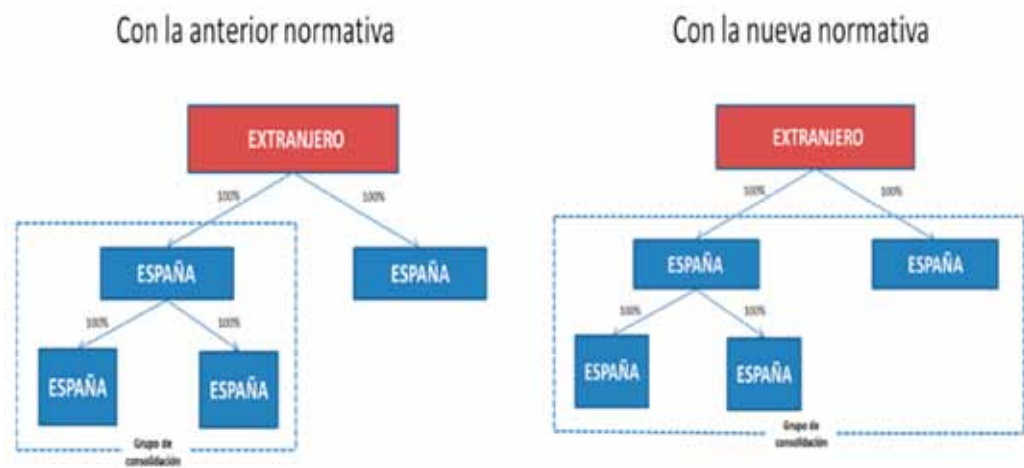 Con la anterior normativa
EXTRANJERO
100%
100%
ESPAÑA
ESPAÑA
100%
100%
ESPAÑA
ESPAÑA
Grupo de
consolidación
Con la nueva normativa
EXTRANJERO
100%
100%
ESPAÑA
ESPAÑA
100%
100%
ESPAÑA
ESPAÑA
Grupo de
consolidación